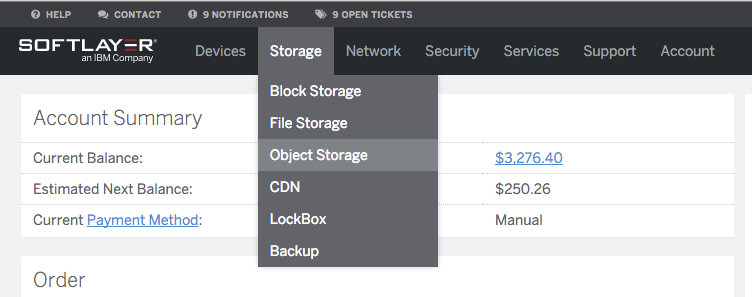 HELP CONTACT 9 NOTIFICATIONS 9 OPEN TICKETS
SOFTLAYER®
an IBM Company
Devices Storage Network Security Services Support Account
Block Storage
File Storage
Object Storage
CDN
LockBox
Backup
Account Summary
Current Balance: $3,276.40
Estimated Next Balance: $250.26
Current Payment Method: Manual
Order